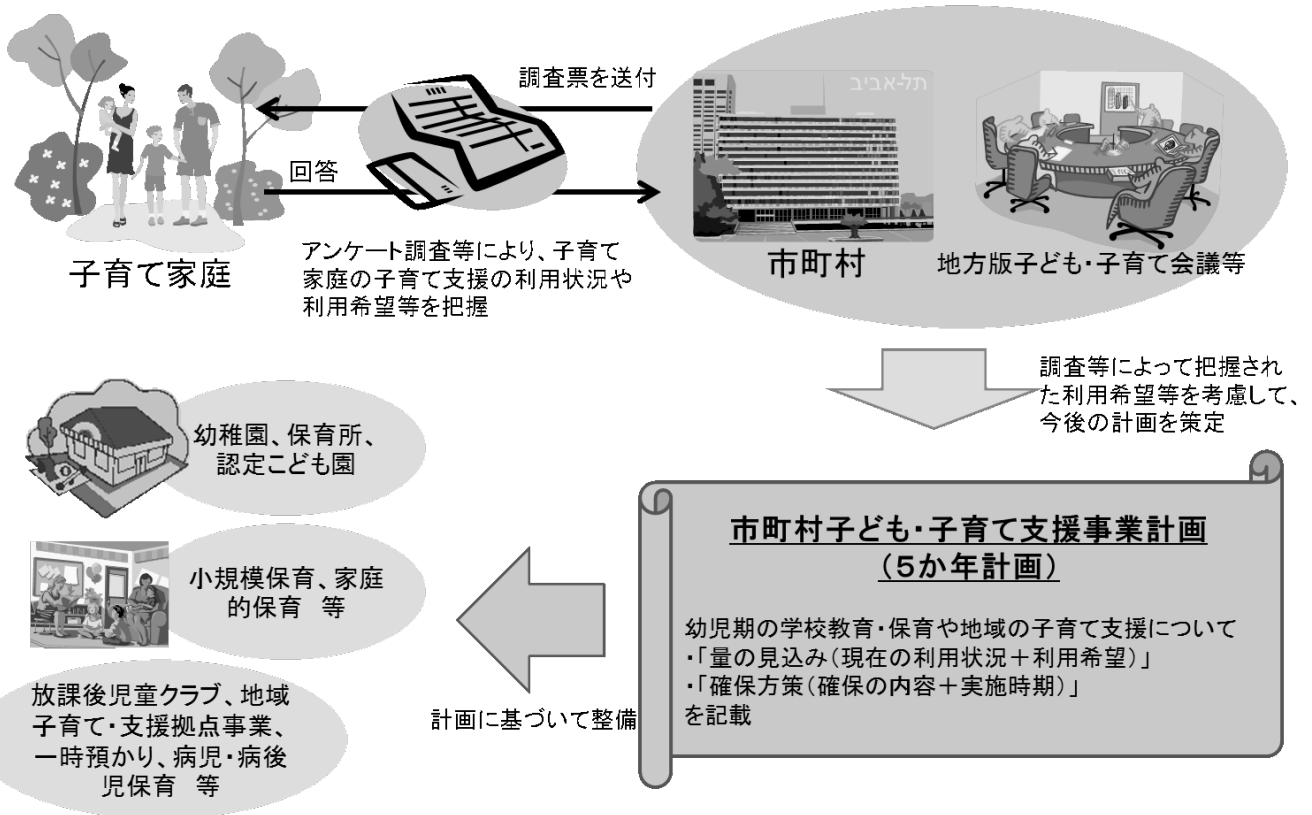 調査票を送付
תל-אביב
回答
子育て家庭
アンケート調査等により、子育て
家庭の子育て支援の利用状況や
利用希望等を把握
市町村
地方版子ども・子育て会議等
調査等によって把握され
た利用希望等を考慮して、
今後の計画を策定
市町村子ども・子育て支援事業計画
(5か年計画)
幼児期の学校教育・保育や地域の子育て支援について
・「量の見込み(現在の利用状況+利用希望)」
・「確保方策(確保の内容+実施時期)」
を記載
計画に基づいて整備
幼稚園、保育所、
認定こども園
小規模保育、家庭
的保育 等
放課後児童クラブ、地域
子育て・支援拠点事業、
一時預かり、病児・病後
児保育 等